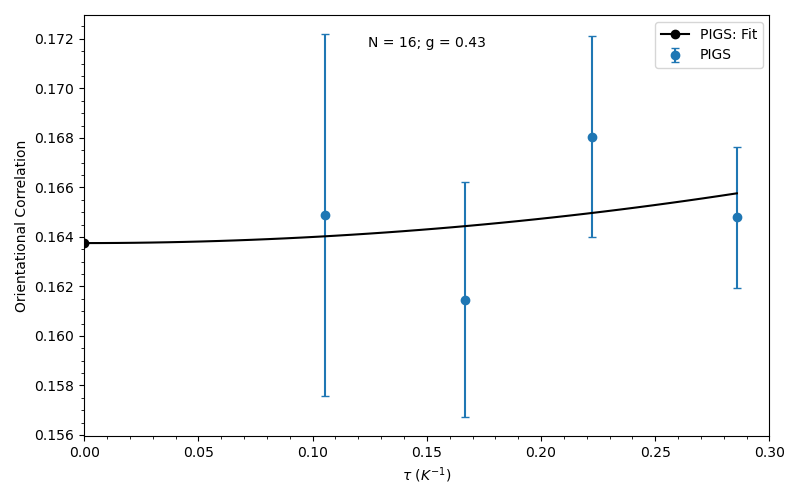 N = 16; g = 0.43
PIGS: Fit
PIGS
Orientational Correlation
0.172
0.170
0.168
0.166
0.164
0.162
0.160
0.158
0.156
0.00 0.05 0.10 0.15 0.20 0.25 0.30
τ (K⁻¹)